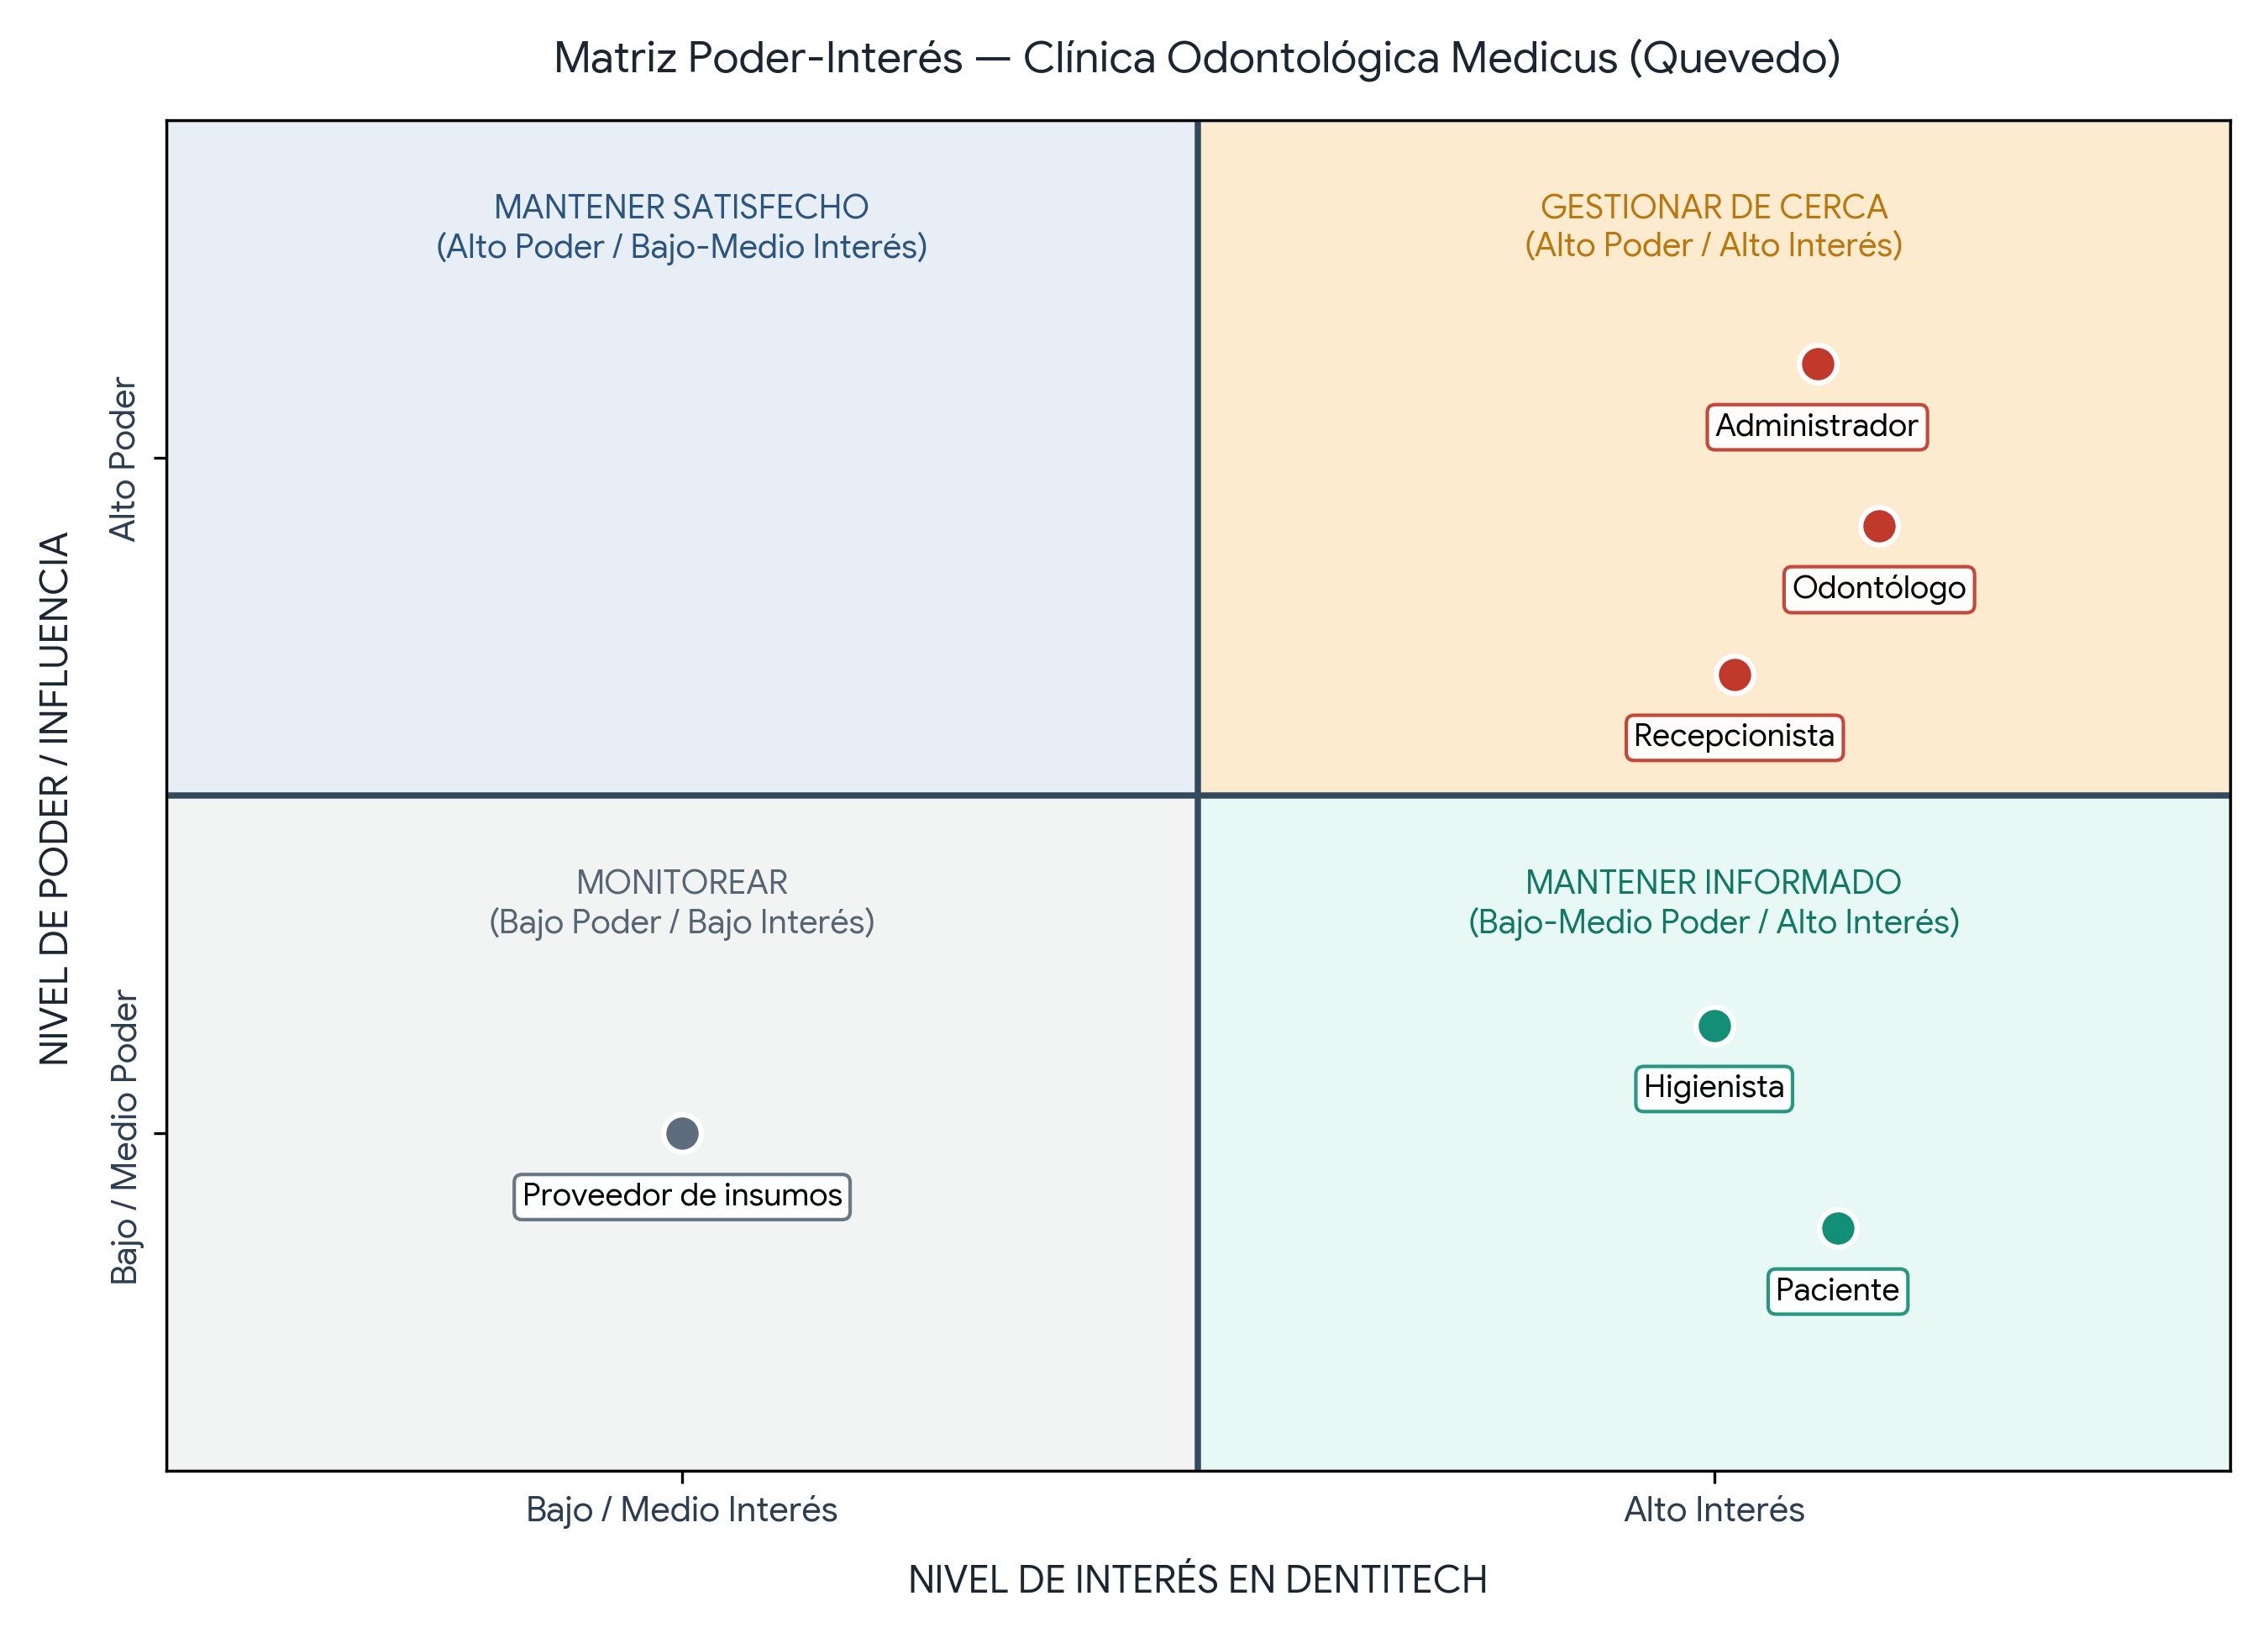 Matriz Poder-Interés — Clínica Odontológica Medicus (Quevedo)
MANTENER SATISFECHO
(Alto Poder / Bajo-Medio Interés)
GESTIONAR DE CERCA
(Alto Poder / Alto Interés)
Administrador
Odontólogo
Recepcionista
MONITOREAR
(Bajo Poder / Bajo Interés)
MANTENER INFORMADO
(Bajo-Medio Poder / Alto Interés)
Higienista
Proveedor de insumos
Paciente
NIVEL DE PODER / INFLUENCIA
Alto Poder
Bajo / Medio Poder
Bajo / Medio Interés
Alto Interés
NIVEL DE INTERÉS EN DENTITECH